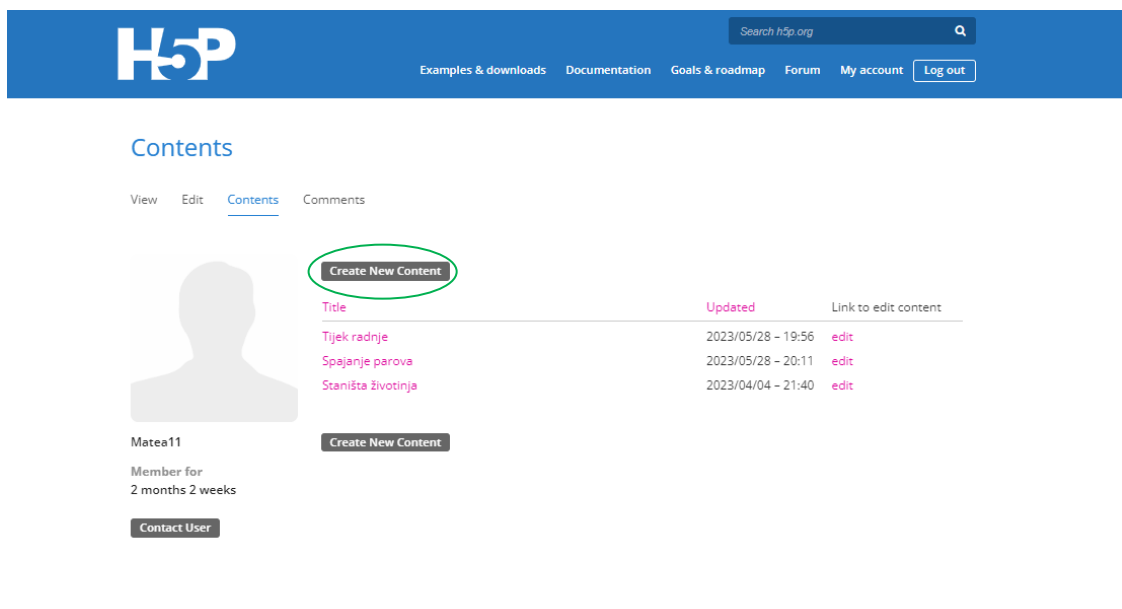 H5P
Search h5p.org
Examples & downloads Documentation Goals & roadmap Forum My account Log out
Contents
View Edit Contents Comments
Create New Content
Title Updated Link to edit content
Tijek radnje 2023/05/28 – 19:56 edit
Spajanje parova 2023/05/28 – 20:11 edit
Staništa životinja 2023/04/04 – 21:40 edit
Matea11 Create New Content
Member for
2 months 2 weeks
Contact User